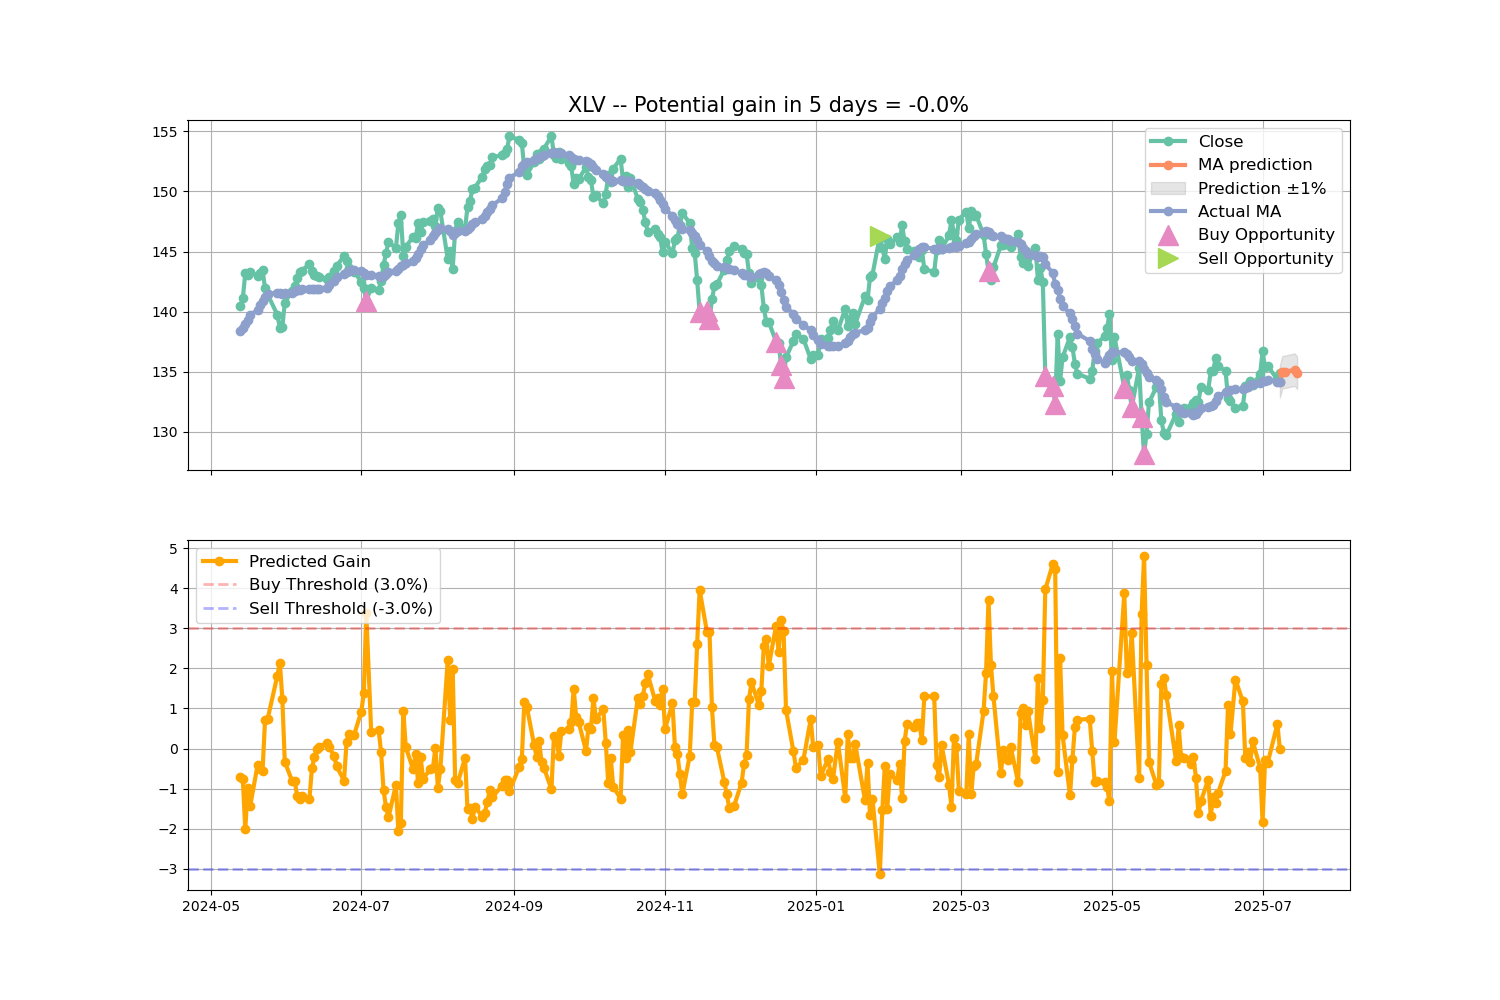 XLV -- Potential gain in 5 days = -0.0%
155
150
145
140
135
130
Close
MA prediction
Prediction ±1%
Actual MA
Buy Opportunity
Sell Opportunity
5
4
3
2
1
0
−1
−2
−3
Predicted Gain
Buy Threshold (3.0%)
Sell Threshold (-3.0%)
2024-05
2024-07
2024-09
2024-11
2025-01
2025-03
2025-05
2025-07